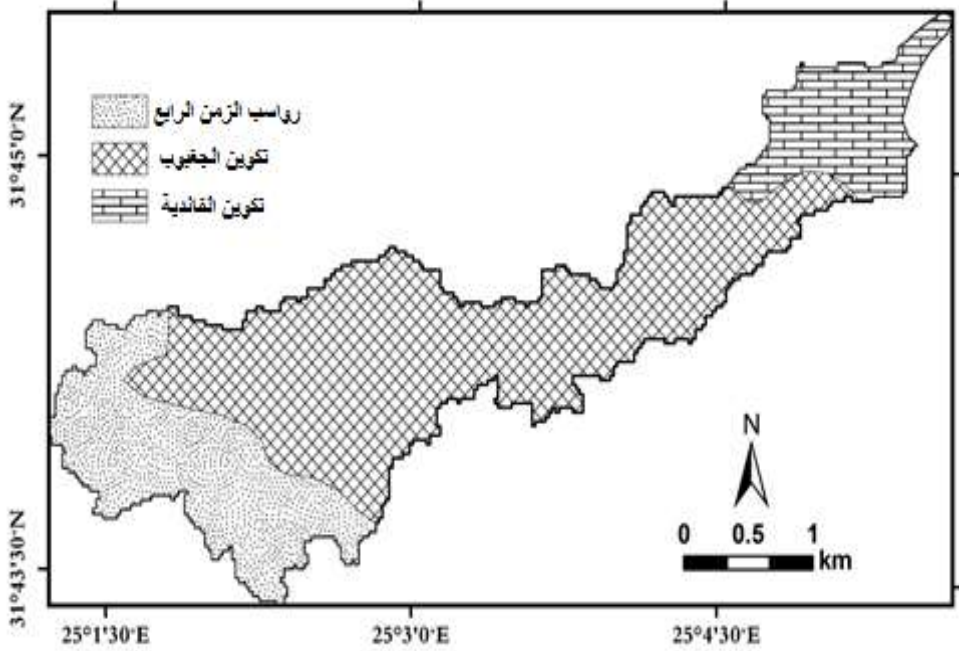 رواسب الزمن الرابع
تكوين الجغبوب
تكوين الفائدية
31°45'0"N
31°43'30"N
N
0 0.5 1
km
25°1'30"E 25°3'0"E 25°4'30"E